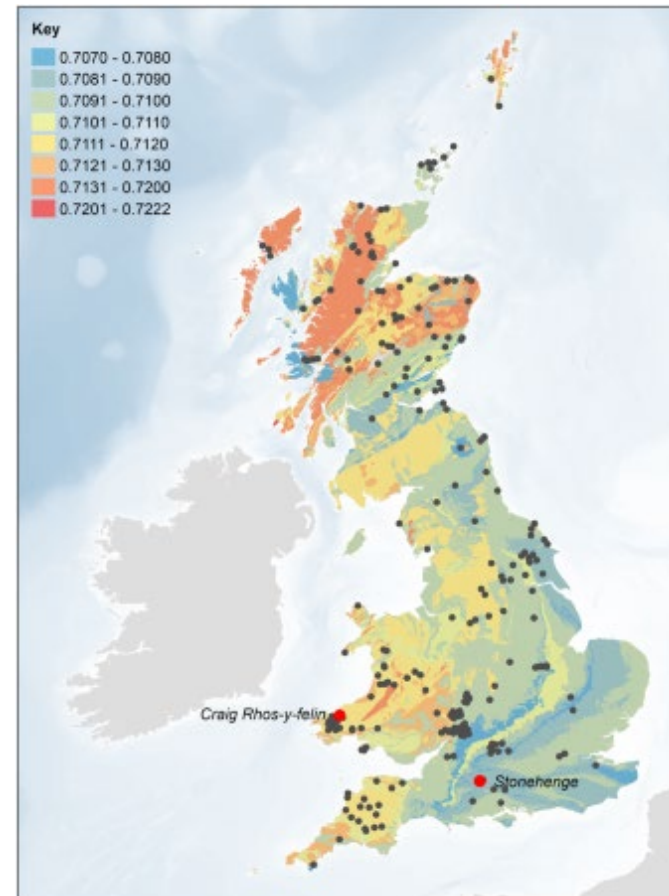 Key
0.7070 - 0.7080
0.7081 - 0.7090
0.7091 - 0.7100
0.7101 - 0.7110
0.7111 - 0.7120
0.7121 - 0.7130
0.7131 - 0.7200
0.7201 - 0.7222
Craig Rhos-y-felin
Stonehenge